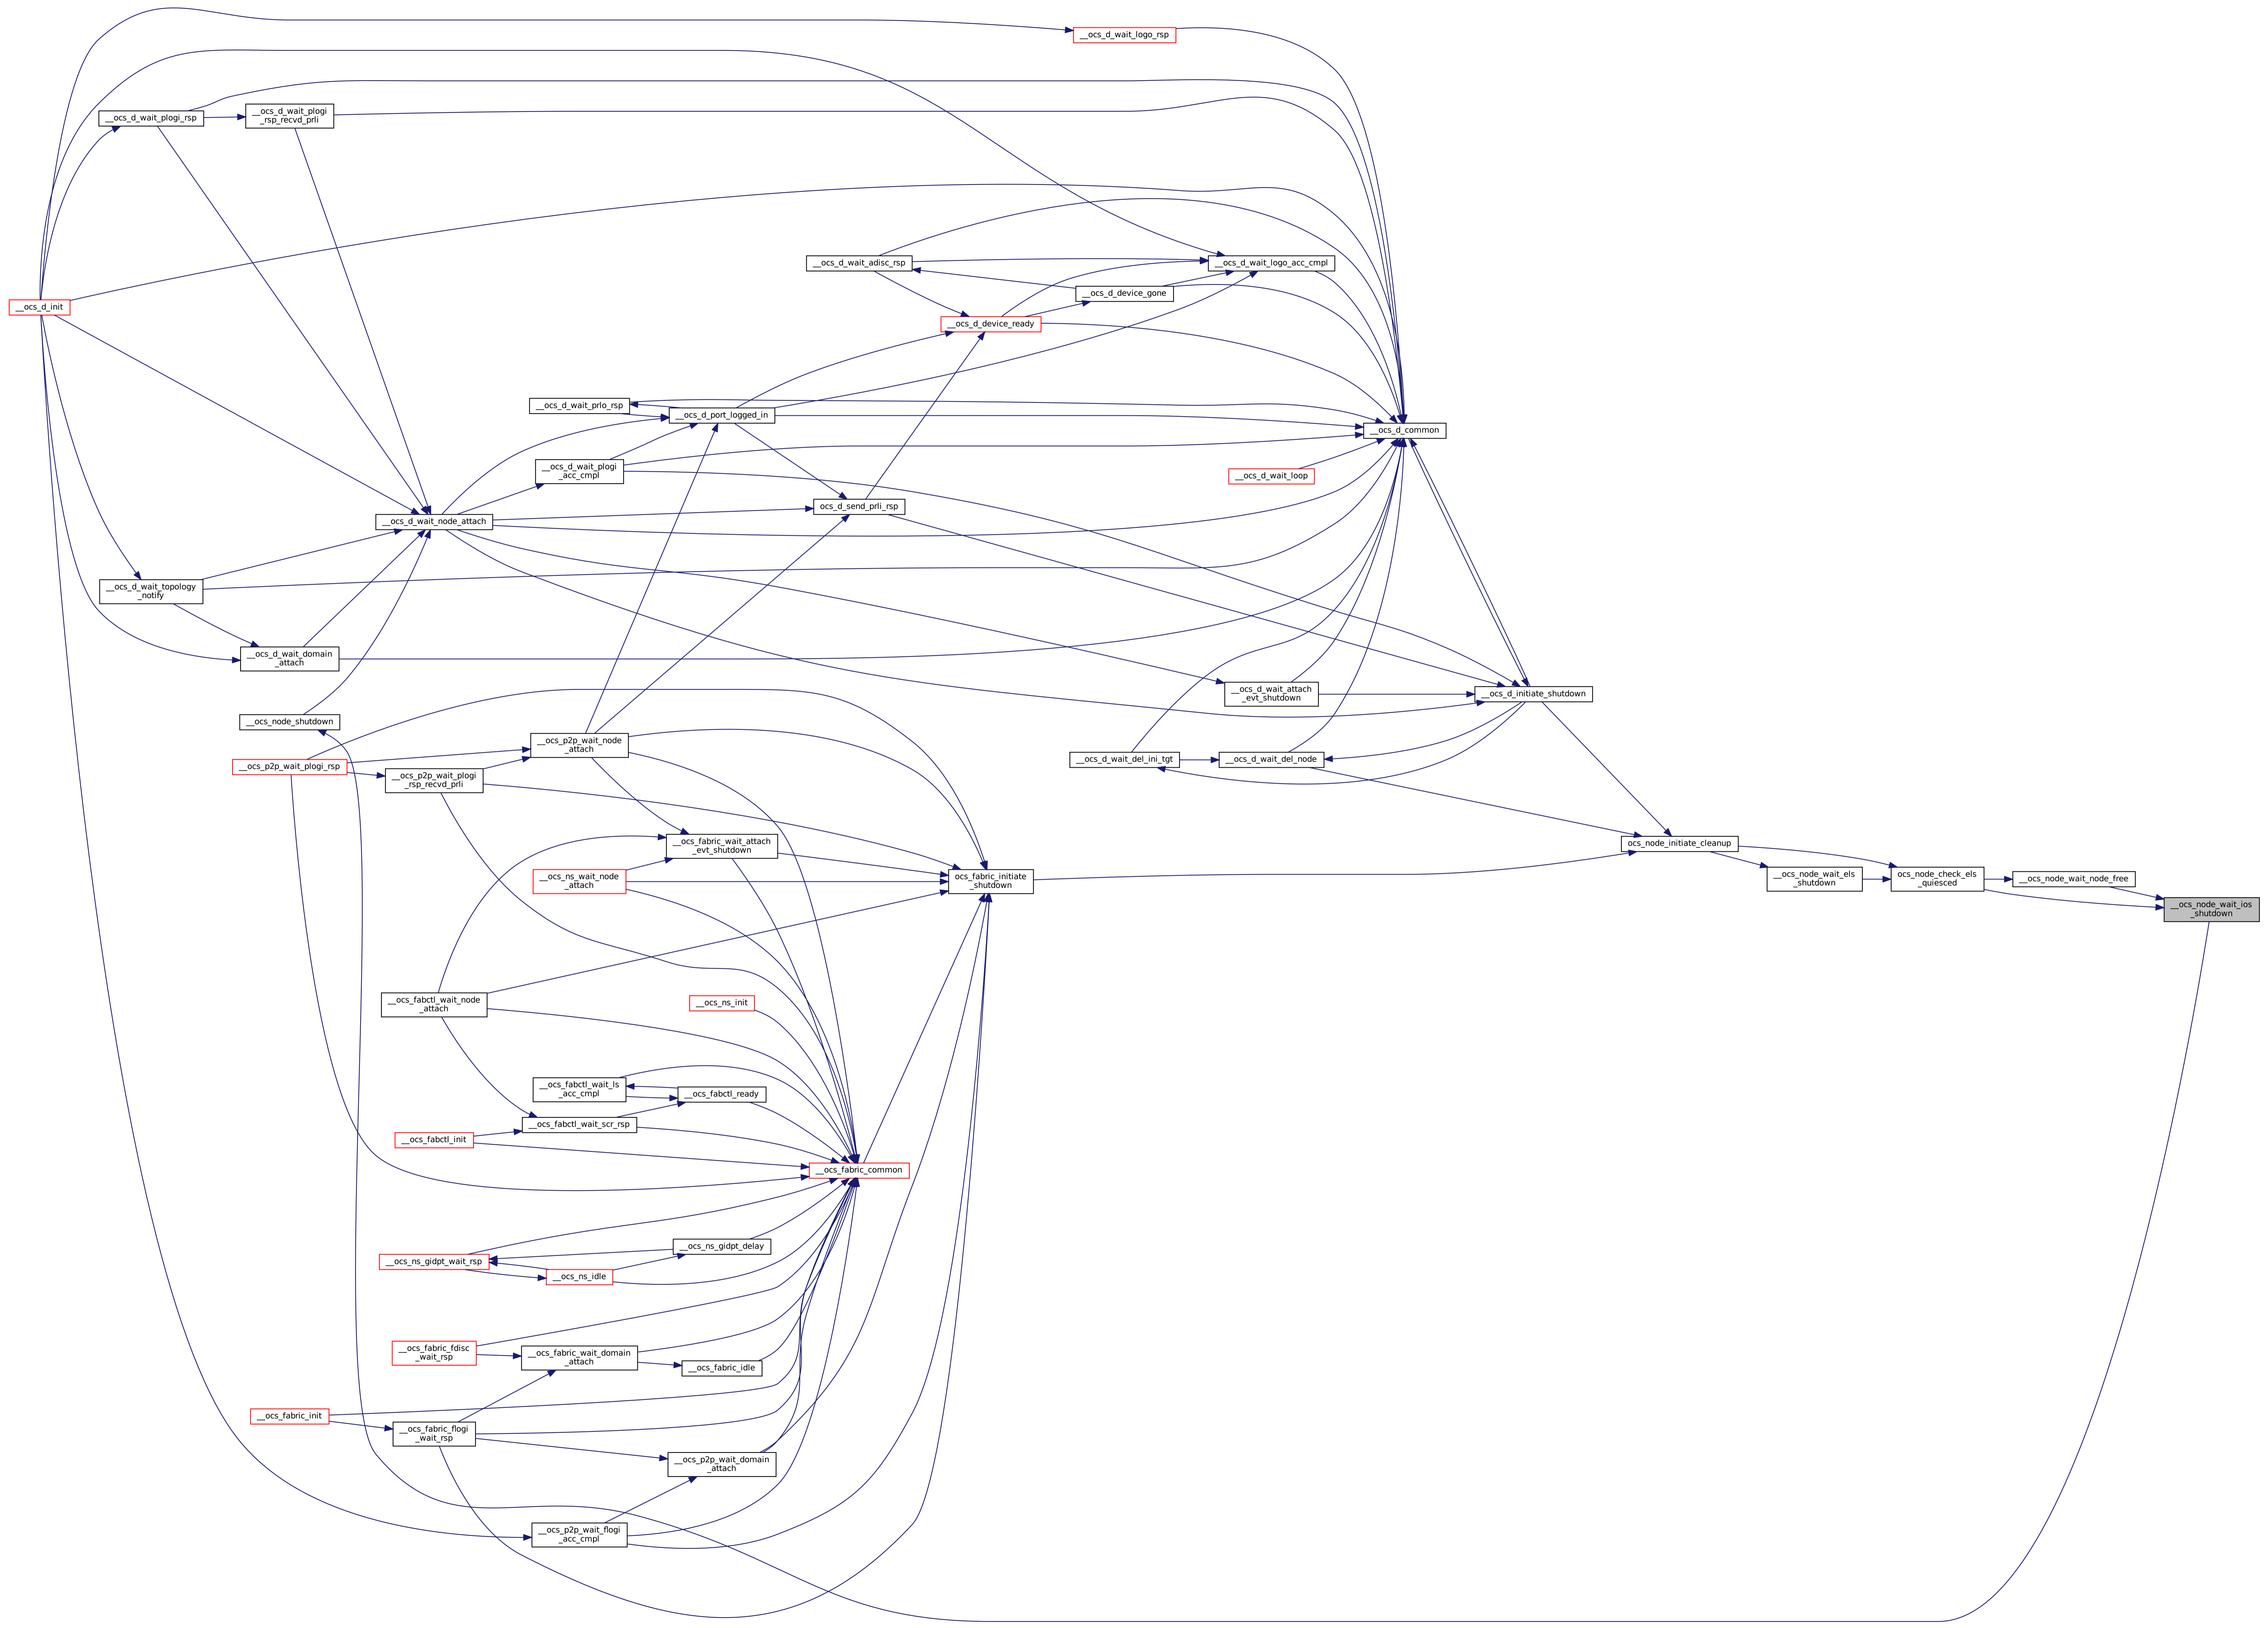 __ocs_d_wait_logo_rsp
__ocs_d_wait_plogi_rsp
__ocs_d_wait_plogi
_rsp_recvd_prli
__ocs_d_wait_adisc_rsp
__ocs_d_wait_logo_acc_cmpl
__ocs_d_device_gone
__ocs_d_init
__ocs_d_device_ready
__ocs_d_wait_prlo_rsp
__ocs_d_port_logged_in
__ocs_d_common
__ocs_d_wait_plogi
_acc_cmpl
__ocs_d_wait_loop
ocs_d_send_prli_rsp
__ocs_d_wait_node_attach
__ocs_d_wait_topology
_notify
__ocs_d_wait_domain
_attach
__ocs_d_wait_attach
_evt_shutdown
__ocs_d_initiate_shutdown
__ocs_node_shutdown
__ocs_p2p_wait_node
_attach
__ocs_d_wait_del_ini_tgt
__ocs_d_wait_del_node
__ocs_p2p_wait_plogi_rsp
__ocs_p2p_wait_plogi
_rsp_recvd_prli
__ocs_fabric_wait_attach
_evt_shutdown
ocs_node_initiate_cleanup
__ocs_ns_wait_node
_attach
ocs_fabric_initiate
_shutdown
__ocs_node_wait_els
_shutdown
ocs_node_check_els
_quiesced
__ocs_node_wait_node_free
__ocs_node_wait_ios
_shutdown
__ocs_fabctl_wait_node
_attach
__ocs_ns_init
__ocs_fabctl_wait_ls
_acc_cmpl
__ocs_fabctl_ready
__ocs_fabctl_wait_scr_rsp
__ocs_fabctl_init
__ocs_fabric_common
__ocs_ns_gidpt_delay
__ocs_ns_gidpt_wait_rsp
__ocs_ns_idle
__ocs_fabric_fdisc
_wait_rsp
__ocs_fabric_wait_domain
_attach
__ocs_fabric_idle
__ocs_fabric_init
__ocs_fabric_flogi
_wait_rsp
__ocs_p2p_wait_domain
_attach
__ocs_p2p_wait_flogi
_acc_cmpl